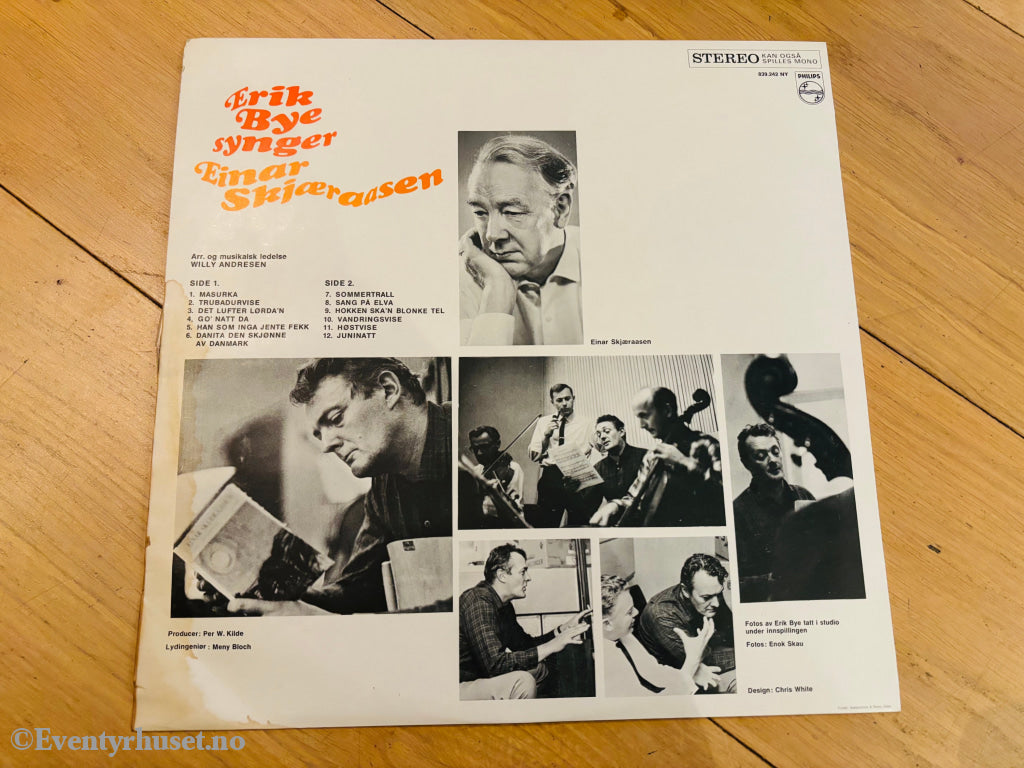 STEREO KAN OGSÅ
SPILLES MONO
839.242 NY
PHILIPS
Erik
Bye
synger
Einar
Skjæraasen
Arr. og musikalsk ledelse
WILLY ANDRESEN
SIDE 1.
1. MASURKA
2. TRUBADURVISE
3. DET LUFTER LØRDA'N
4. GO' NATT DA
5. HAN SOM INGA JENTE FEKK
6. DANITA DEN SKJØNNE
AV DANMARK
SIDE 2.
7. SOMMERTRALL
8. SANG PÅ ELVA
9. HOKKEN SKA'N BLONKE TEL
10. VANDRINGSVISE
11. HØSTVISE
12. JUNINATT
Einar Skjæraasen
Producer: Per W. Kilde
Lydingeniør: Meny Bloch
Fotos av Erik Bye tatt i studio
under innspillingen
Fotos: Enok Skau
Design: Chris White
©Eventyrhuset.no